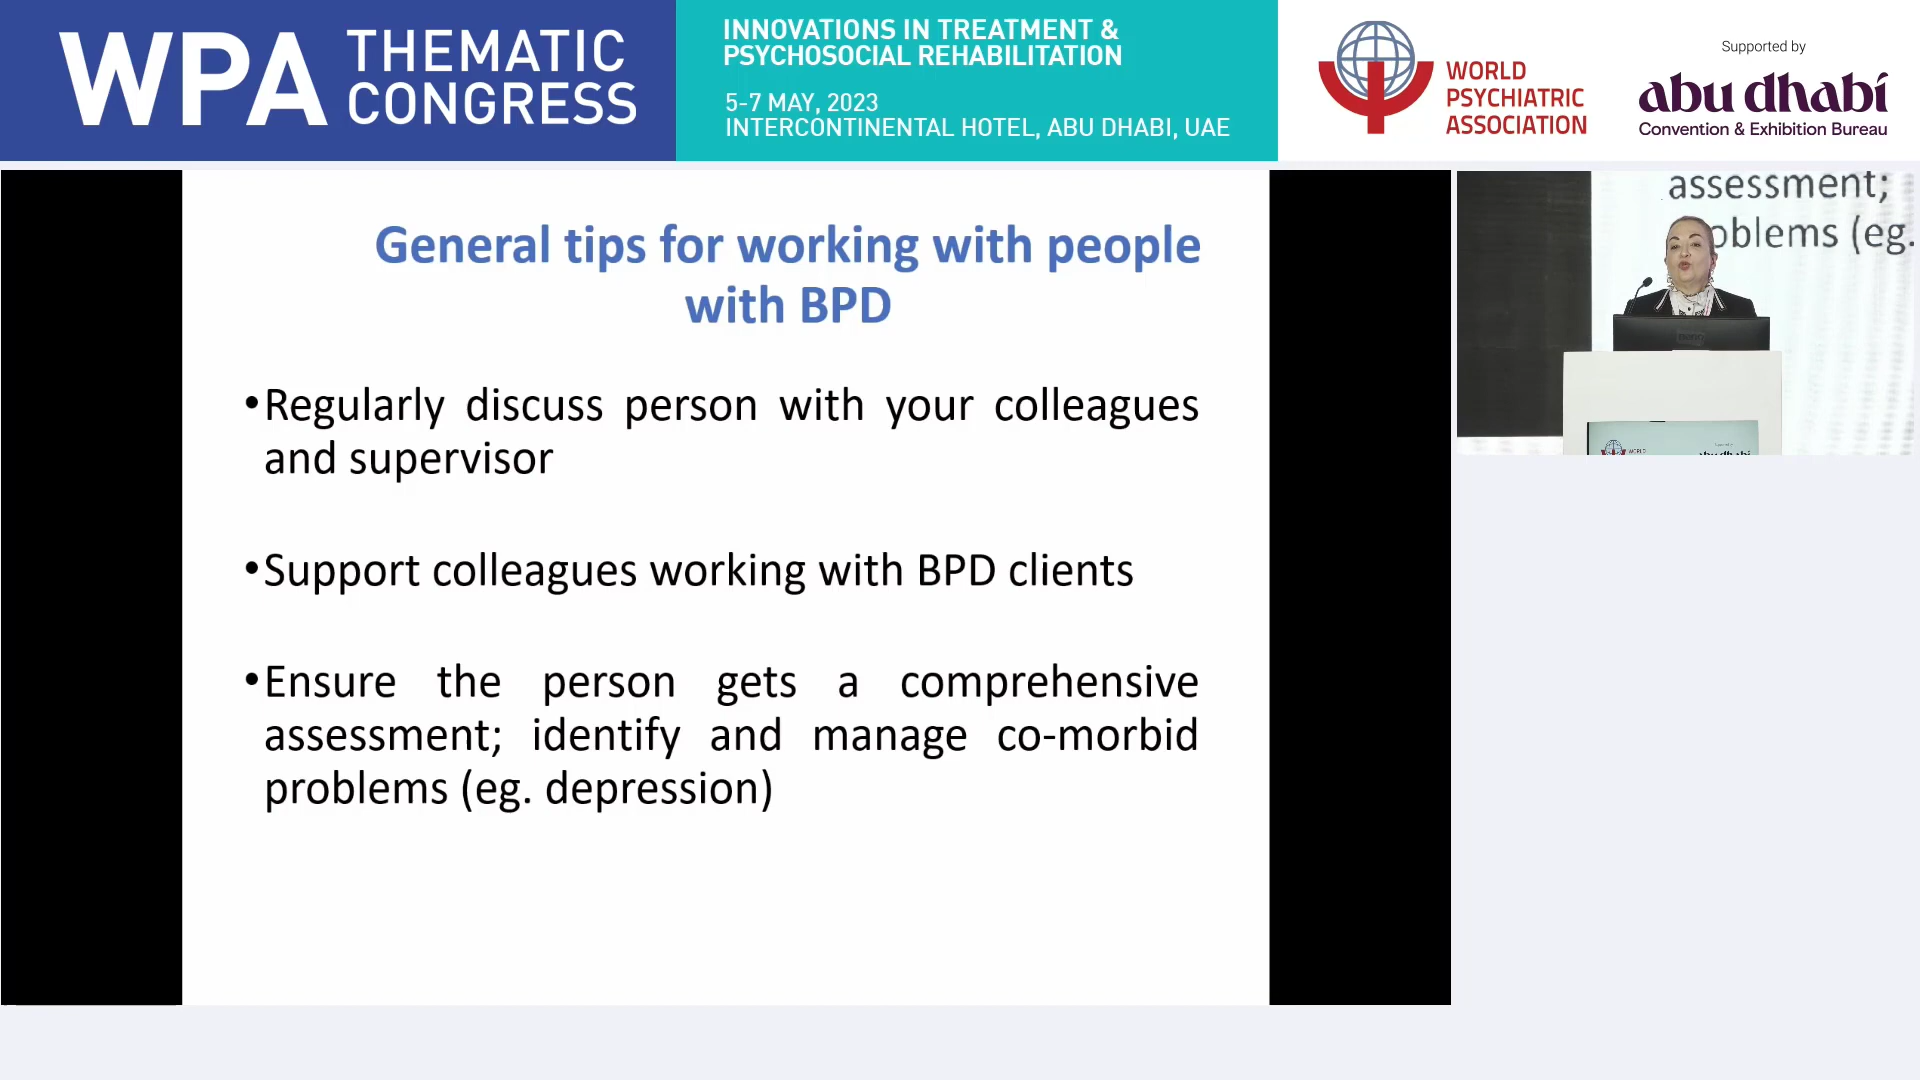 WPA THEMATIC
CONGRESS
INNOVATIONS IN TREATMENT &
PSYCHOSOCIAL REHABILITATION
5-7 MAY, 2023
INTERCONTINENTAL HOTEL, ABU DHABI, UAE
WORLD
PSYCHIATRIC
ASSOCIATION
Supported by
abu dhabi
Convention & Exhibition Bureau
General tips for working with people
with BPD
•Regularly discuss person with your colleagues
and supervisor
•Support colleagues working with BPD clients
•Ensure the person gets a comprehensive
assessment; identify and manage co-morbid
problems (eg. depression)
assessment;
oblems (eg.
WORLD
abu dhabi